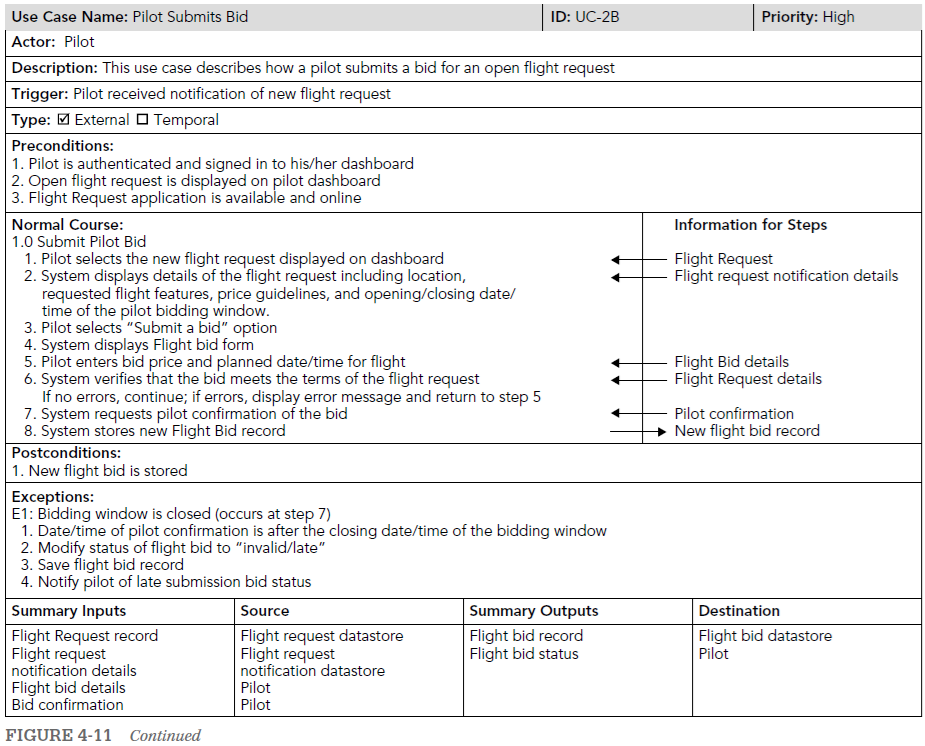 Use Case Name: Pilot Submits Bid ID: UC-2B Priority: High
Actor: Pilot
Description: This use case describes how a pilot submits a bid for an open flight request
Trigger: Pilot received notification of new flight request
Type: ☑ External ☐ Temporal
Preconditions:
1. Pilot is authenticated and signed in to his/her dashboard
2. Open flight request is displayed on pilot dashboard
3. Flight Request application is available and online
Normal Course: Information for Steps
1.0 Submit Pilot Bid
1. Pilot selects the new flight request displayed on dashboard Flight Request
2. System displays details of the flight request including location, Flight request notification details
requested flight features, price guidelines, and opening/closing date/
time of the pilot bidding window.
3. Pilot selects “Submit a bid” option
4. System displays Flight bid form
5. Pilot enters bid price and planned date/time for flight Flight Bid details
6. System verifies that the bid meets the terms of the flight request Flight Request details
If no errors, continue; if errors, display error message and return to step 5
7. System requests pilot confirmation of the bid Pilot confirmation
8. System stores new Flight Bid record New flight bid record
Postconditions:
1. New flight bid is stored
Exceptions:
E1: Bidding window is closed (occurs at step 7)
1. Date/time of pilot confirmation is after the closing date/time of the bidding window
2. Modify status of flight bid to “invalid/late”
3. Save flight bid record
4. Notify pilot of late submission bid status
Summary Inputs Source Summary Outputs Destination
Flight Request record Flight request datastore Flight bid record Flight bid datastore
Flight request Flight request Flight bid status Pilot
notification details notification datastore
Flight bid details Pilot
Bid confirmation Pilot
FIGURE 4-11 Continued